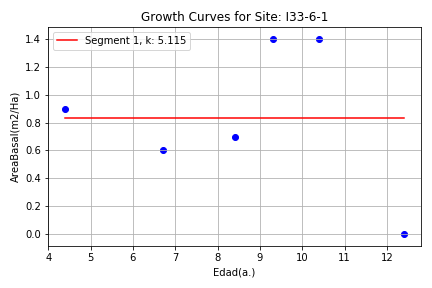 Growth Curves for Site: I33-6-1
Segment 1, k: 5.115
AreaBasal(m2/Ha)
1.4
1.2
1.0
0.8
0.6
0.4
0.2
0.0
4 5 6 7 8 9 10 11 12
Edad(a.)